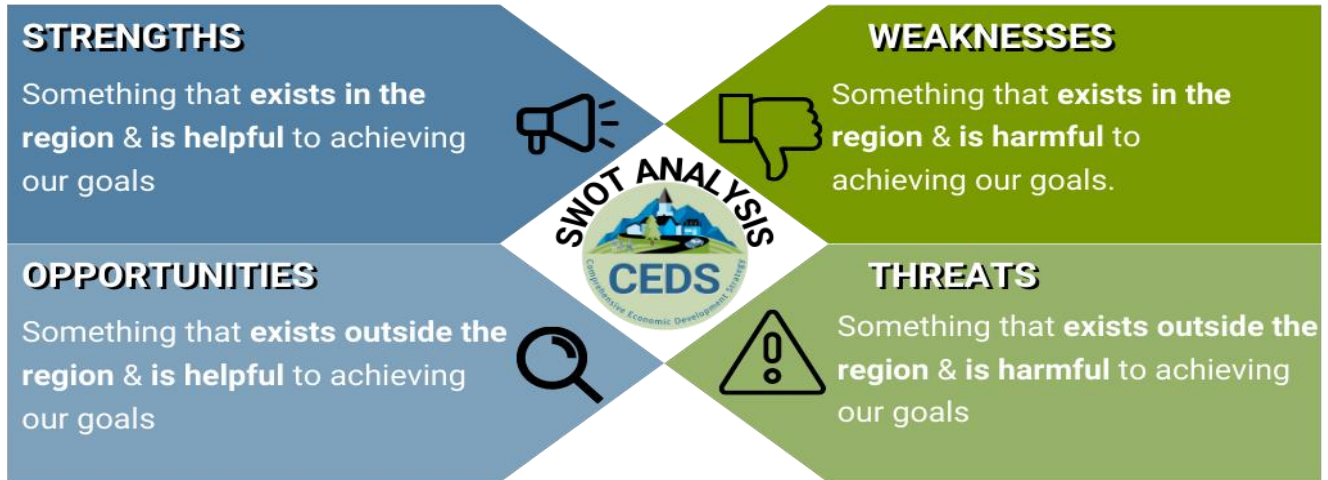 STRENGTHS
Something that exists in the
region & is helpful to achieving
our goals
WEAKNESSES
Something that exists in the
region & is harmful to
achieving our goals.
SWOT ANALYSIS
CEDS
Comprehensive Economic Development Strategy
OPPORTUNITIES
Something that exists outside the
region & is helpful to achieving
our goals
THREATS
Something that exists outside the
region & is harmful to achieving
our goals